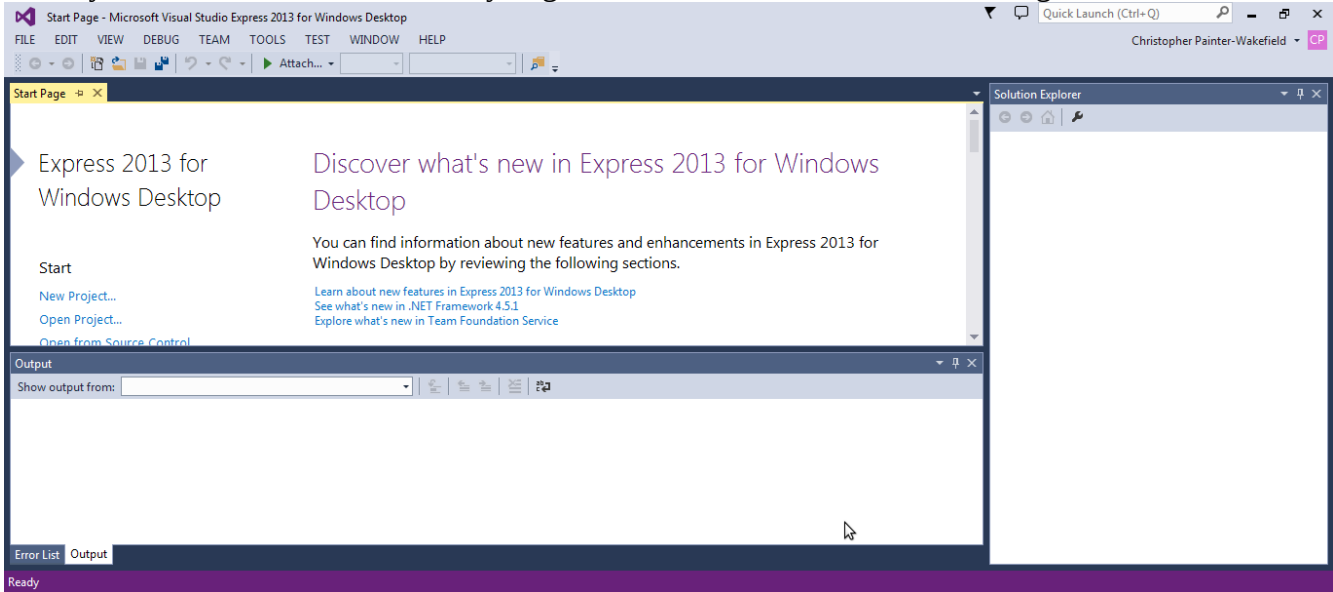 Start Page - Microsoft Visual Studio Express 2013 for Windows Desktop
Quick Launch (Ctrl+Q)
FILE EDIT VIEW DEBUG TEAM TOOLS TEST WINDOW HELP
Christopher Painter-Wakefield CP
Attach...
Start Page
Solution Explorer
Express 2013 for
Windows Desktop
Discover what's new in Express 2013 for Windows
Desktop
You can find information about new features and enhancements in Express 2013 for
Windows Desktop by reviewing the following sections.
Start
New Project...
Open Project...
Open from Source Control
Learn about new features in Express 2013 for Windows Desktop
See what's new in .NET Framework 4.5.1
Explore what's new in Team Foundation Service
Output
Show output from:
Error List Output
Ready